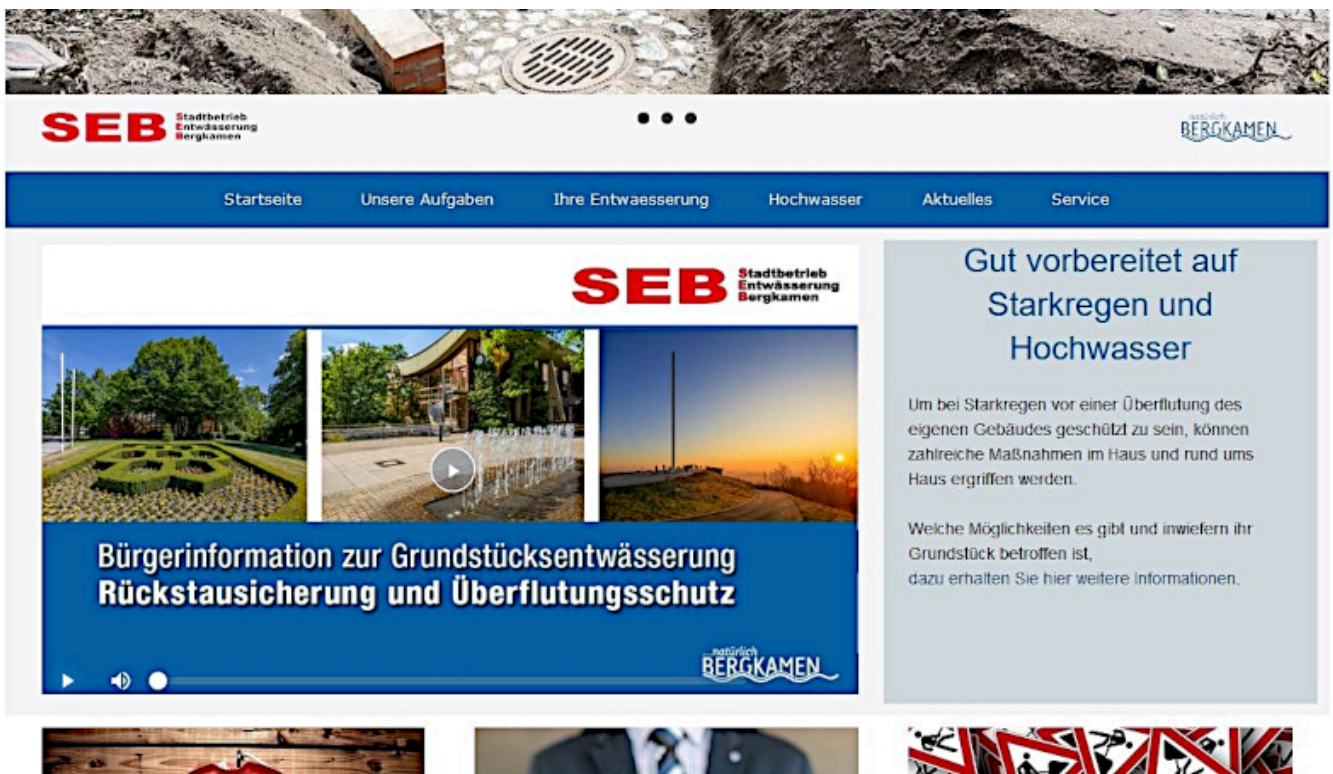 SEB Stadtbetrieb
Entwässerung
Bergkamen
natürlich
BERGKAMEN
Startseite Unsere Aufgaben Ihre Entwaesserung Hochwasser Aktuelles Service
SEB Stadtbetrieb
Entwässerung
Bergkamen
Bürgerinformation zur Grundstücksentwässerung
Rückstausicherung und Überflutungsschutz
...natürlich
BERGKAMEN
Gut vorbereitet auf
Starkregen und
Hochwasser
Um bei Starkregen vor einer Überflutung des
eigenen Gebäudes geschützt zu sein, können
zahlreiche Maßnahmen im Haus und rund ums
Haus ergriffen werden.
Welche Möglichkeiten es gibt und inwiefern ihr
Grundstück betroffen ist,
dazu erhalten Sie hier weitere Informationen.